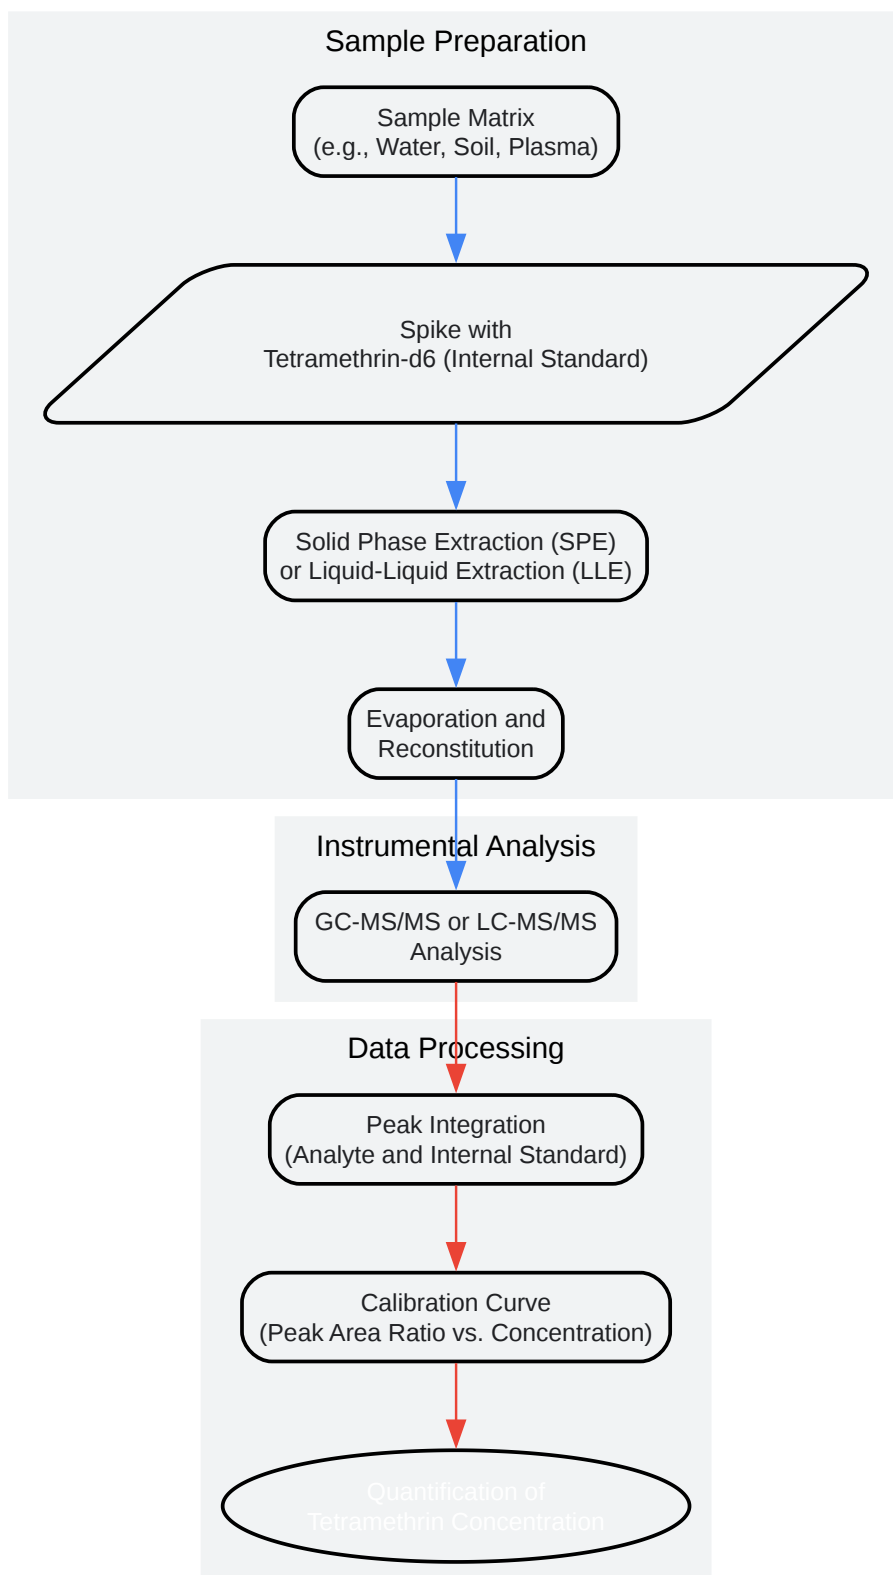 Sample Preparation
Sample Matrix
(e.g., Water, Soil, Plasma)
Spike with
Tetramethrin-d6 (Internal Standard)
Solid Phase Extraction (SPE)
or Liquid-Liquid Extraction (LLE)
Evaporation and
Reconstitution
Instrumental Analysis
GC-MS/MS or LC-MS/MS
Analysis
Data Processing
Peak Integration
(Analyte and Internal Standard)
Calibration Curve
(Peak Area Ratio vs. Concentration)
Quantification of
Tetramethrin Concentration